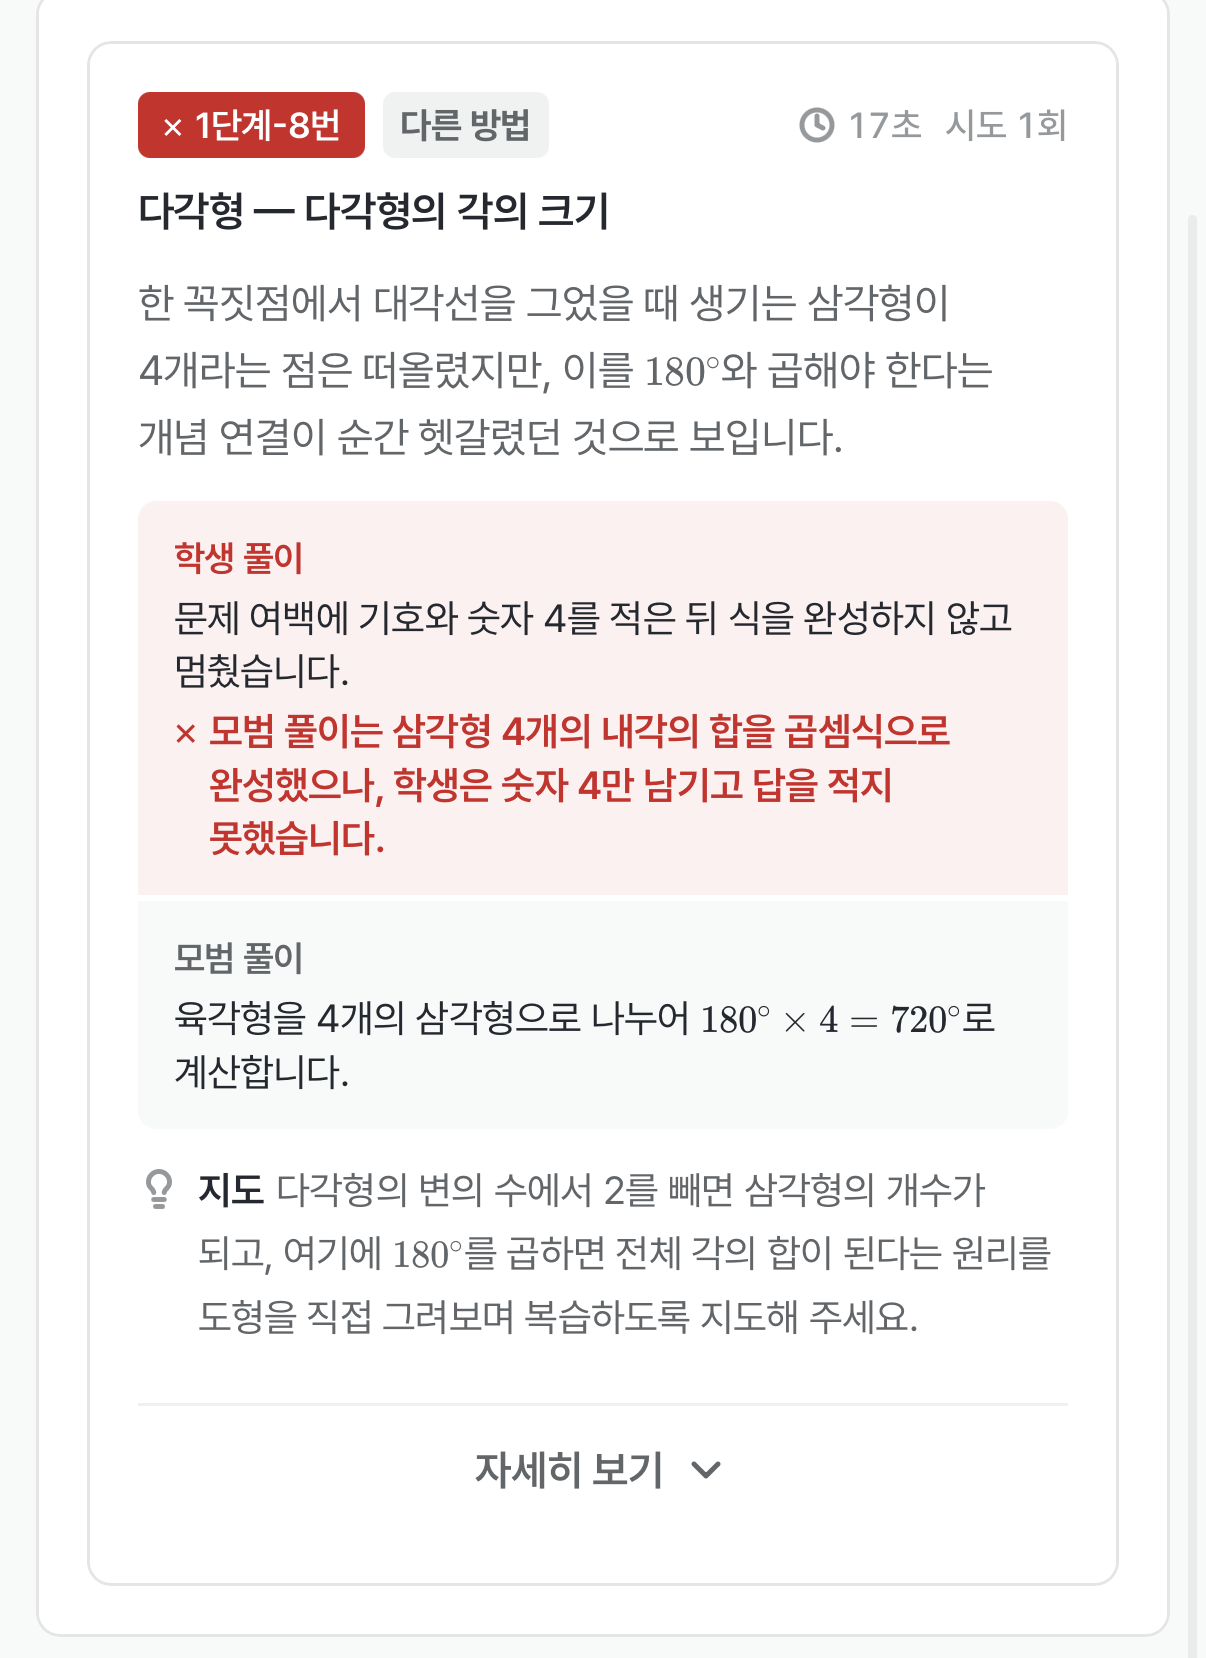 × 1단계-8번 다른 방법 17초 시도 1회
다각형 — 다각형의 각의 크기
한 꼭짓점에서 대각선을 그었을 때 생기는 삼각형이
4개라는 점은 떠올렸지만, 이를 180°와 곱해야 한다는
개념 연결이 순간 헷갈렸던 것으로 보입니다.
학생 풀이
문제 여백에 기호와 숫자 4를 적은 뒤 식을 완성하지 않고
멈췄습니다.
× 모범 풀이는 삼각형 4개의 내각의 합을 곱셈식으로
완성했으나, 학생은 숫자 4만 남기고 답을 적지
못했습니다.
모범 풀이
육각형을 4개의 삼각형으로 나누어 180° × 4 = 720°로
계산합니다.
지도 다각형의 변의 수에서 2를 빼면 삼각형의 개수가
되고, 여기에 180°를 곱하면 전체 각의 합이 된다는 원리를
도형을 직접 그려보며 복습하도록 지도해 주세요.
자세히 보기